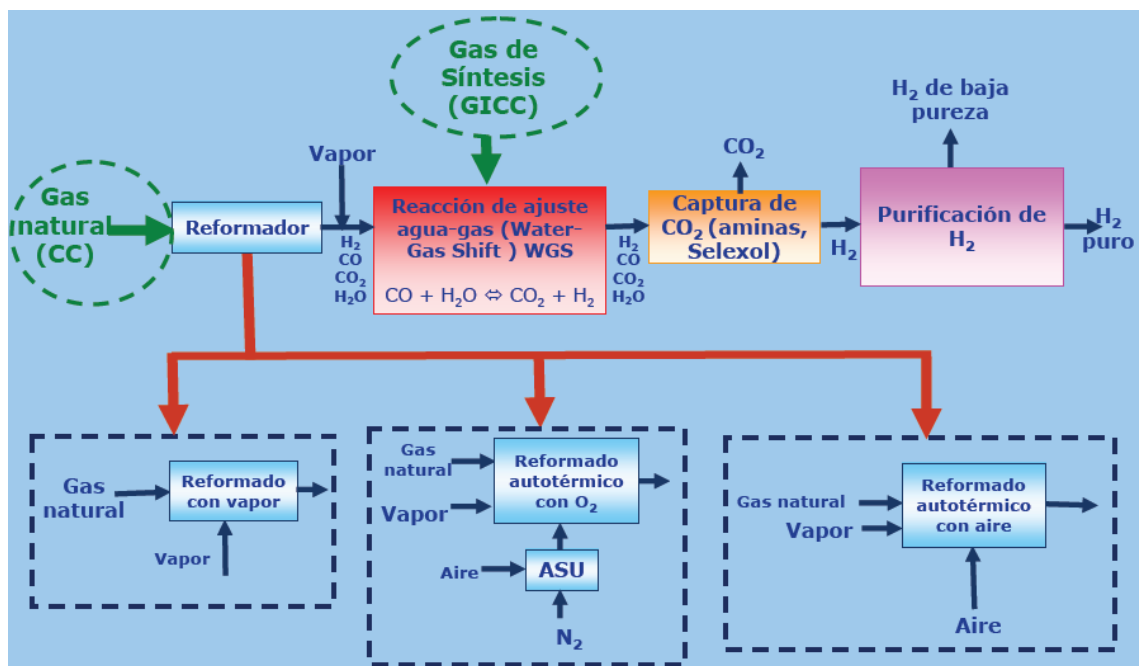 Gas de
Síntesis
(GICC)
H₂ de baja
pureza
Vapor
CO₂
Gas
natural
(CC)
Reformador
H₂
CO
CO₂
H₂O
Reacción de ajuste
agua-gas (Water-
Gas Shift ) WGS
CO + H₂O ⇔ CO₂ + H₂
H₂
CO
CO₂
H₂O
Captura de
CO₂ (aminas,
Selexol)
H₂
Purificación de
H₂
H₂
puro
Gas
natural
Reformado
con vapor
Vapor
Gas
natural
Vapor
Reformado
autotérmico
con O₂
Aire
ASU
N₂
Gas natural
Vapor
Reformado
autotérmico
con aire
Aire